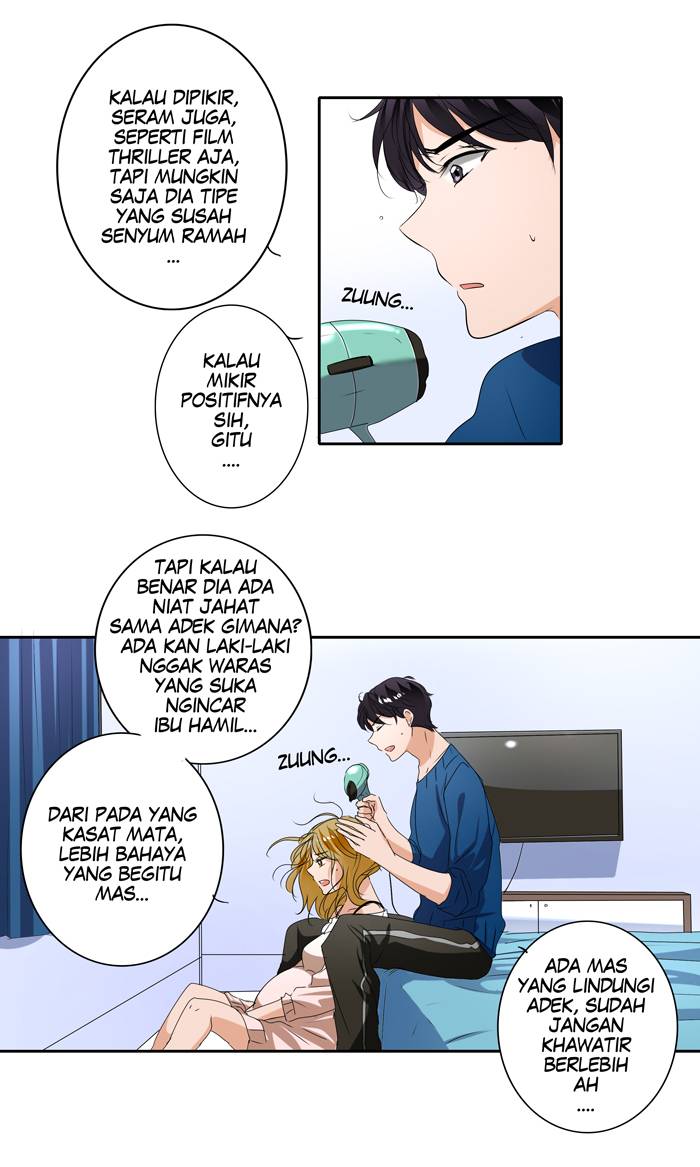 KALAU DIPIKIR,
SERAM JUGA,
SEPERTI FILM
THRILLER AJA,
TAPI MUNGKIN
SAJA DIA TIPE
YANG SUSAH
SENYUM RAMAH
...
ZUUNG...
KALAU
MIKIR
POSITIFNYA
SIH,
GITU
....
TAPI KALAU
BENAR DIA ADA
NIAT JAHAT
SAMA ADEK GIMANA?
ADA KAN LAKI-LAKI
NGGAK WARAS
YANG SUKA
NGINCAR
IBU HAMIL...
ZUUNG...
DARI PADA YANG
KASAT MATA,
LEBIH BAHAYA
YANG BEGITU
MAS...
ADA MAS
YANG LINDUNGI
ADEK, SUDAH
JANGAN
KHAWATIR
BERLEBIH
AH
....